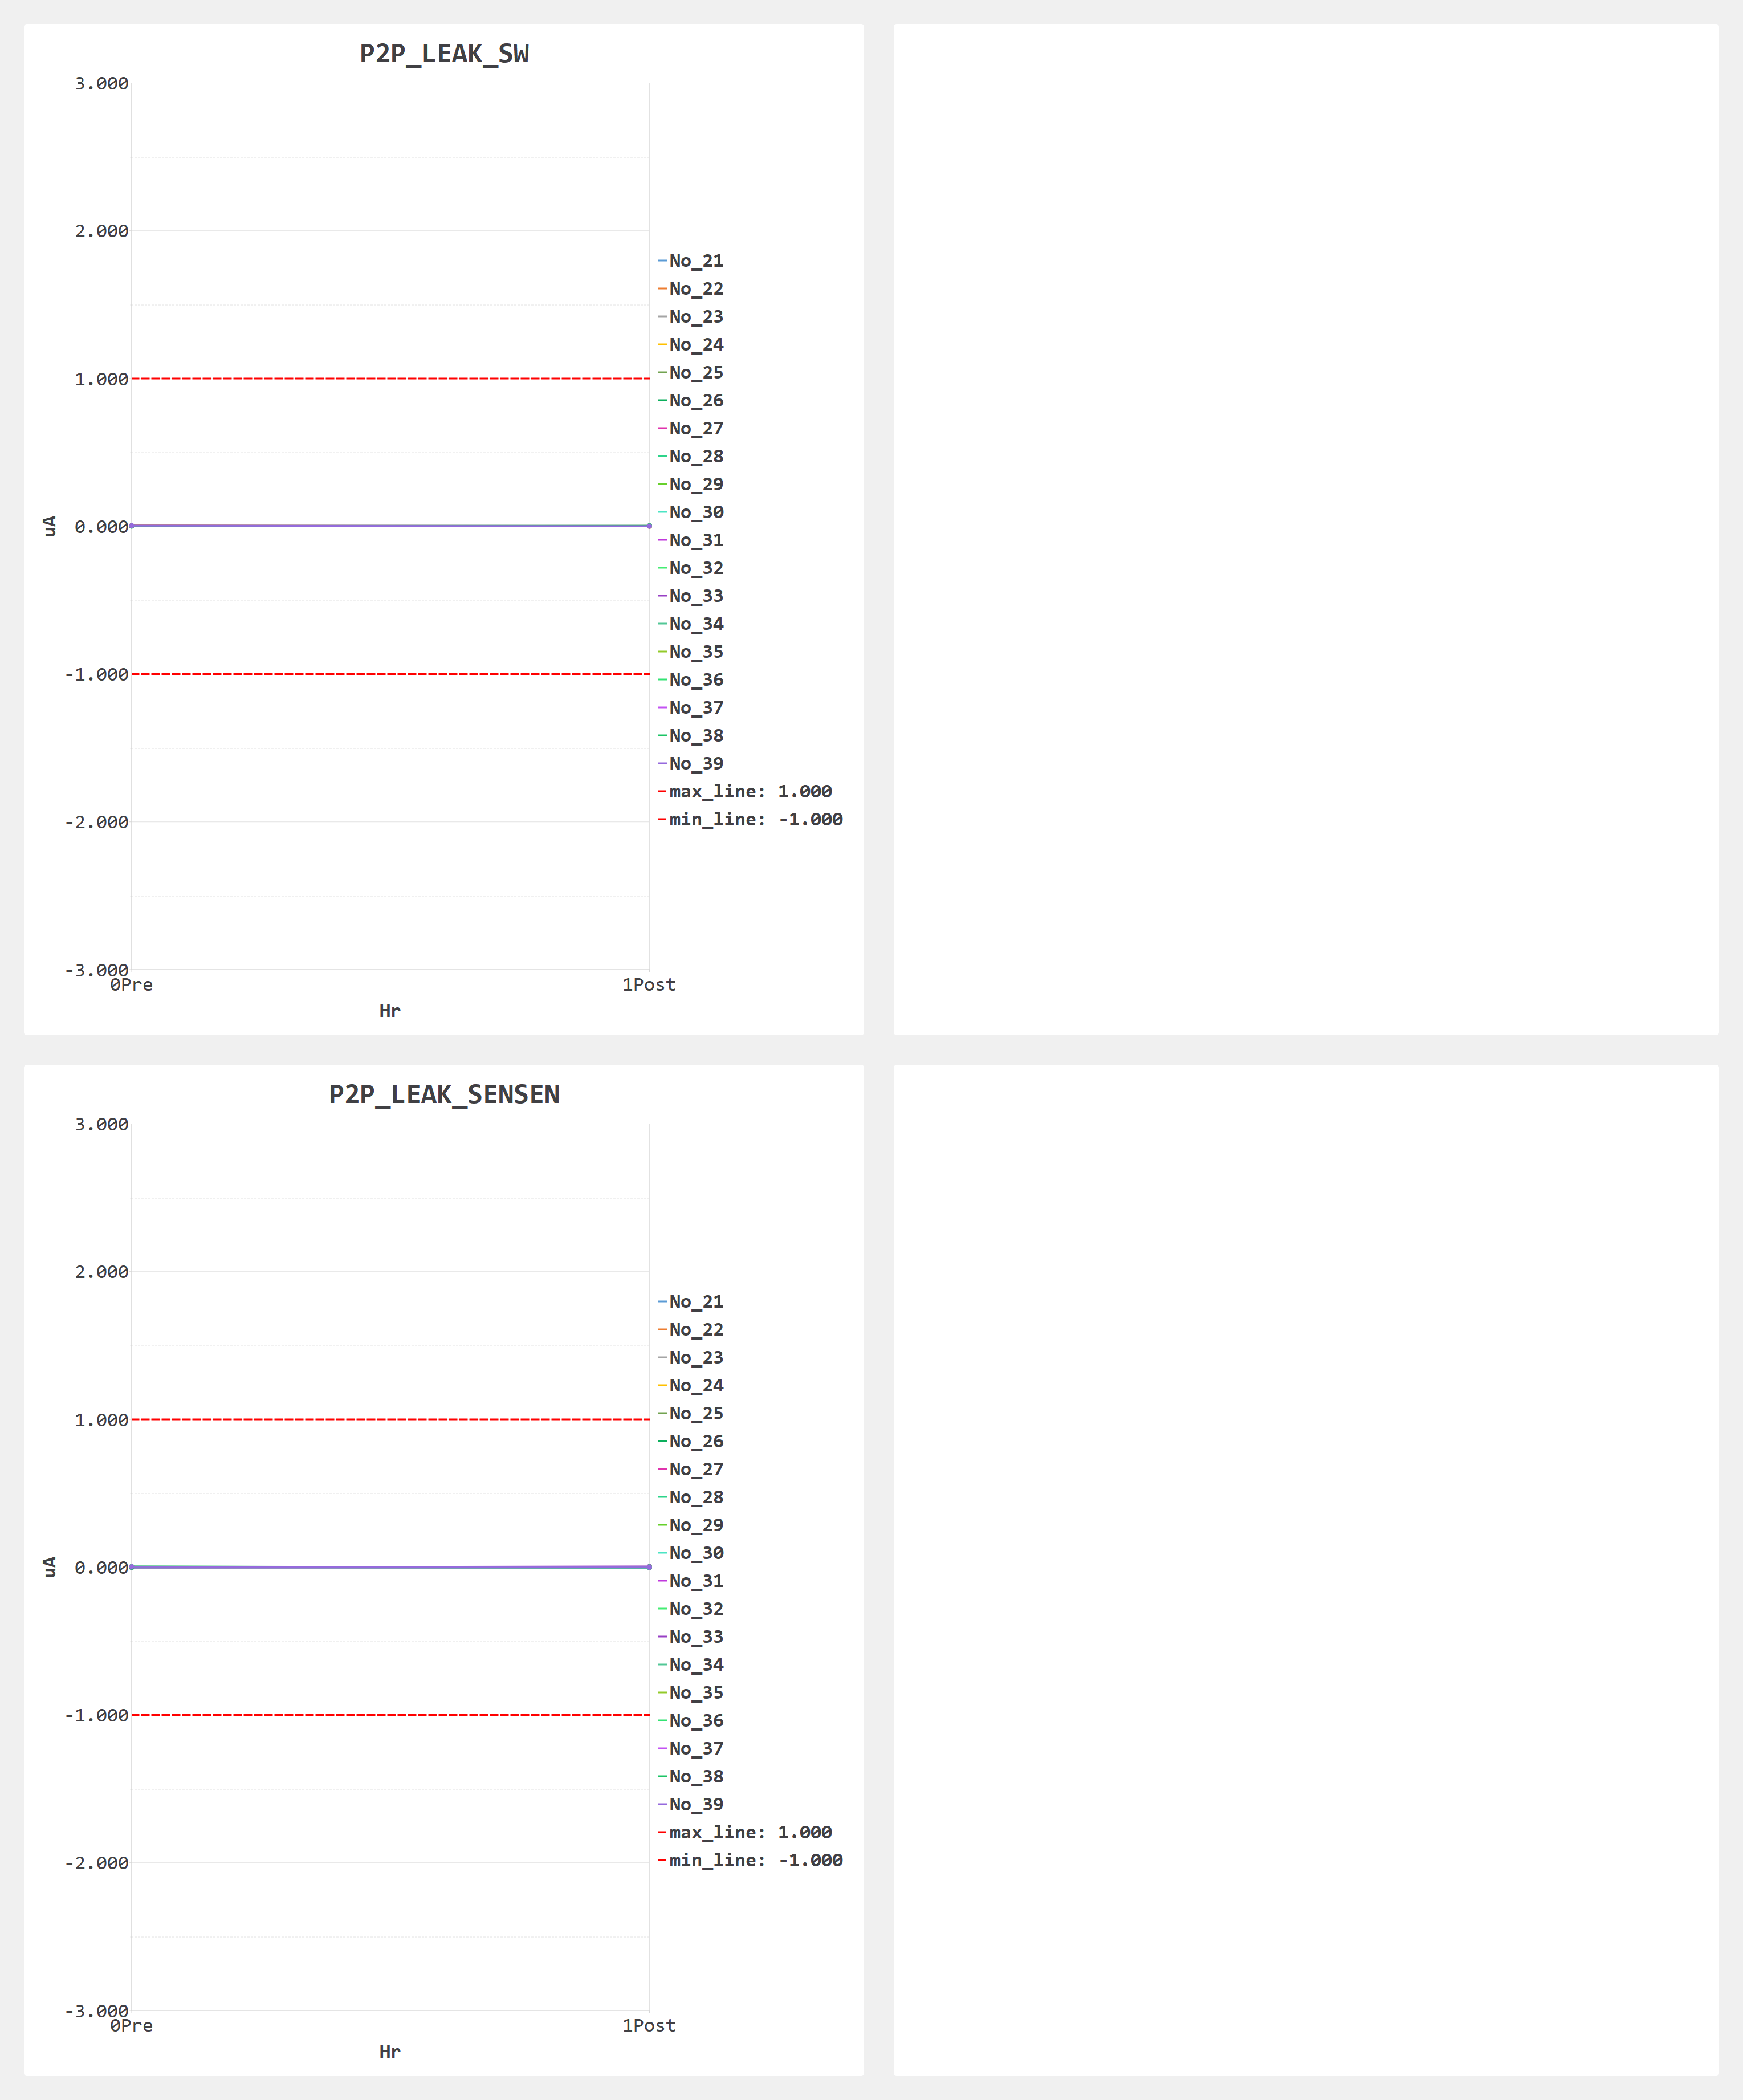 P2P_LEAK_SW
3.000
2.000
1.000
0.000
-1.000
-2.000
-3.000
uA
0Pre
1Post
Hr
No_21
No_22
No_23
No_24
No_25
No_26
No_27
No_28
No_29
No_30
No_31
No_32
No_33
No_34
No_35
No_36
No_37
No_38
No_39
max_line: 1.000
min_line: -1.000
P2P_LEAK_SENSEN
3.000
2.000
1.000
0.000
-1.000
-2.000
-3.000
uA
0Pre
1Post
Hr
No_21
No_22
No_23
No_24
No_25
No_26
No_27
No_28
No_29
No_30
No_31
No_32
No_33
No_34
No_35
No_36
No_37
No_38
No_39
max_line: 1.000
min_line: -1.000